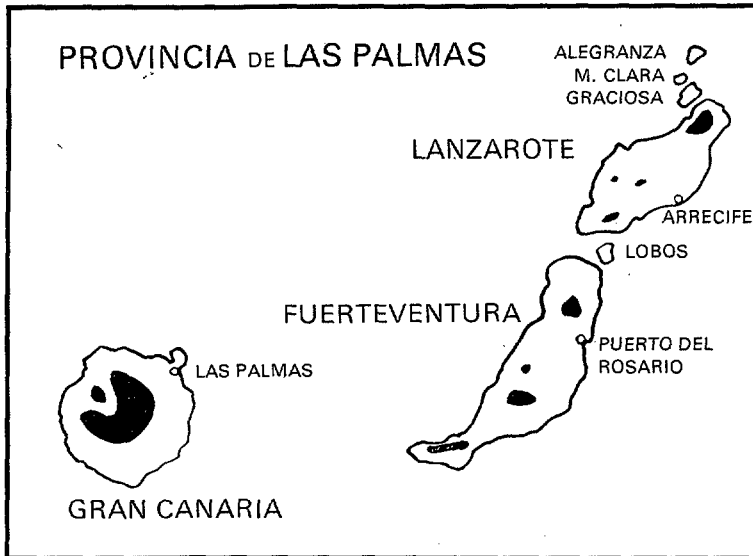 PROVINCIA DE LAS PALMAS
ALEGRANZA
M. CLARA
GRACIOSA
LANZAROTE
ARRECIFE
LOBOS
FUERTEVENTURA
PUERTO DEL
ROSARIO
LAS PALMAS
GRAN CANARIA